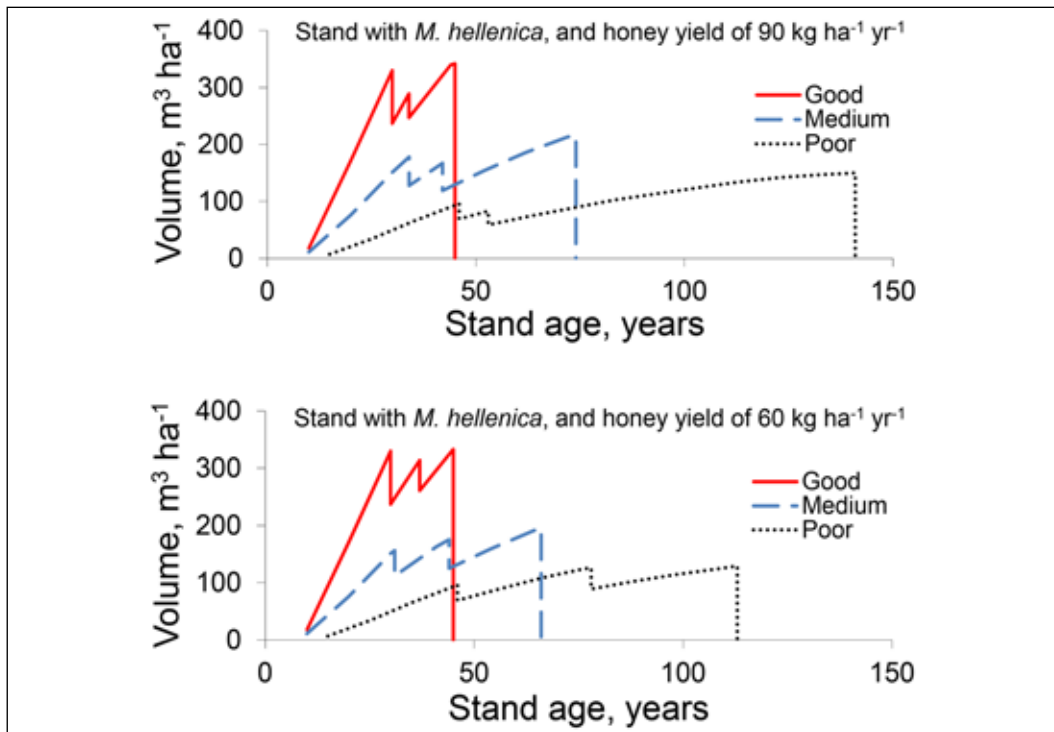 Stand with M. hellenica, and honey yield of 90 kg ha⁻¹ yr⁻¹
Volume, m³ ha⁻¹
400
300
200
100
0
Good
Medium
Poor
0 50 100 150
Stand age, years
Stand with M. hellenica, and honey yield of 60 kg ha⁻¹ yr⁻¹
Volume, m³ ha⁻¹
400
300
200
100
0
Good
Medium
Poor
0 50 100 150
Stand age, years